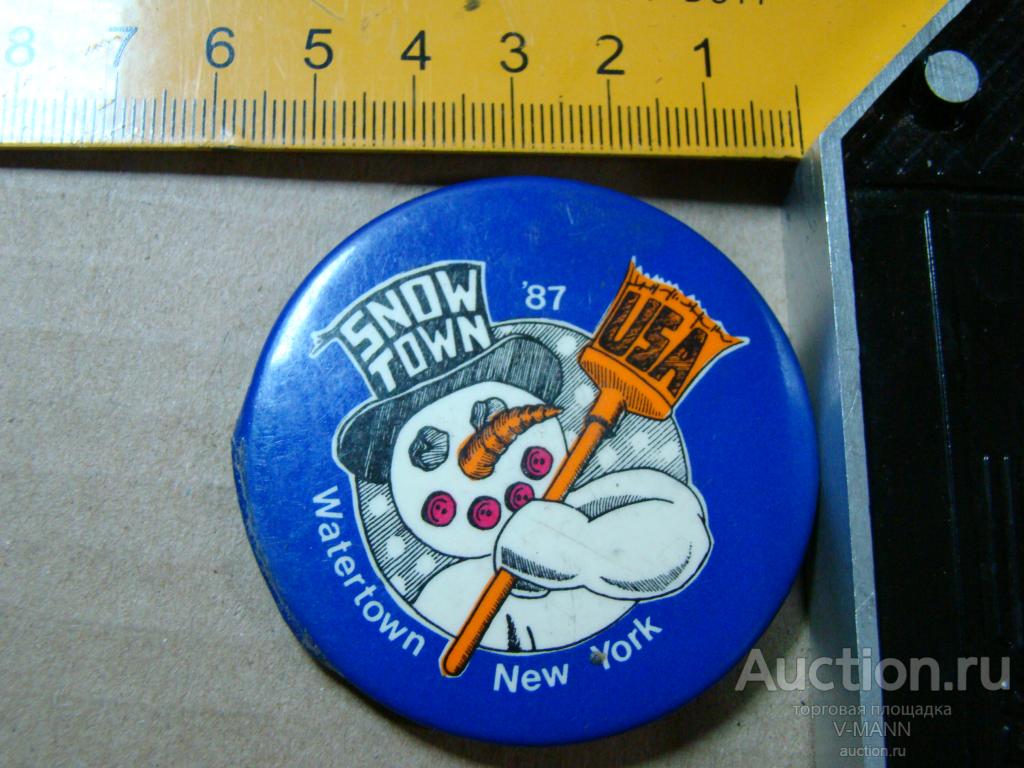 8 7 6 5 4 3 2 1
SNOW
TOWN
'87
USA
Watertown New York
Auction.ru
торговая площадка
V-MANN
auction.ru